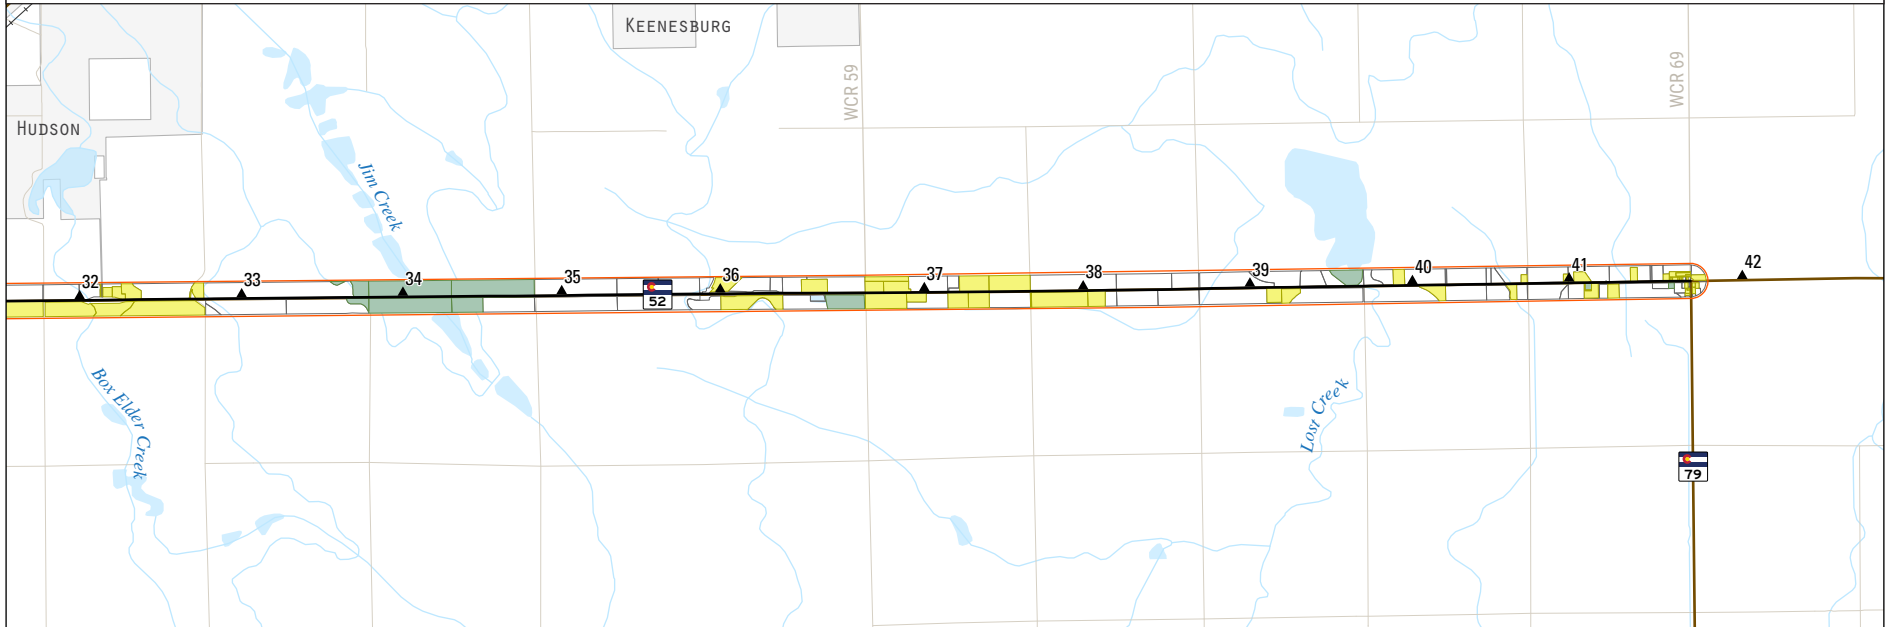 KEENESBURG
WCR 59
WCR 69
HUDSON
Jim Creek
32
33
34
35
36
37
38
39
40
41
42
52
Box Elder Creek
Lost Creek
79